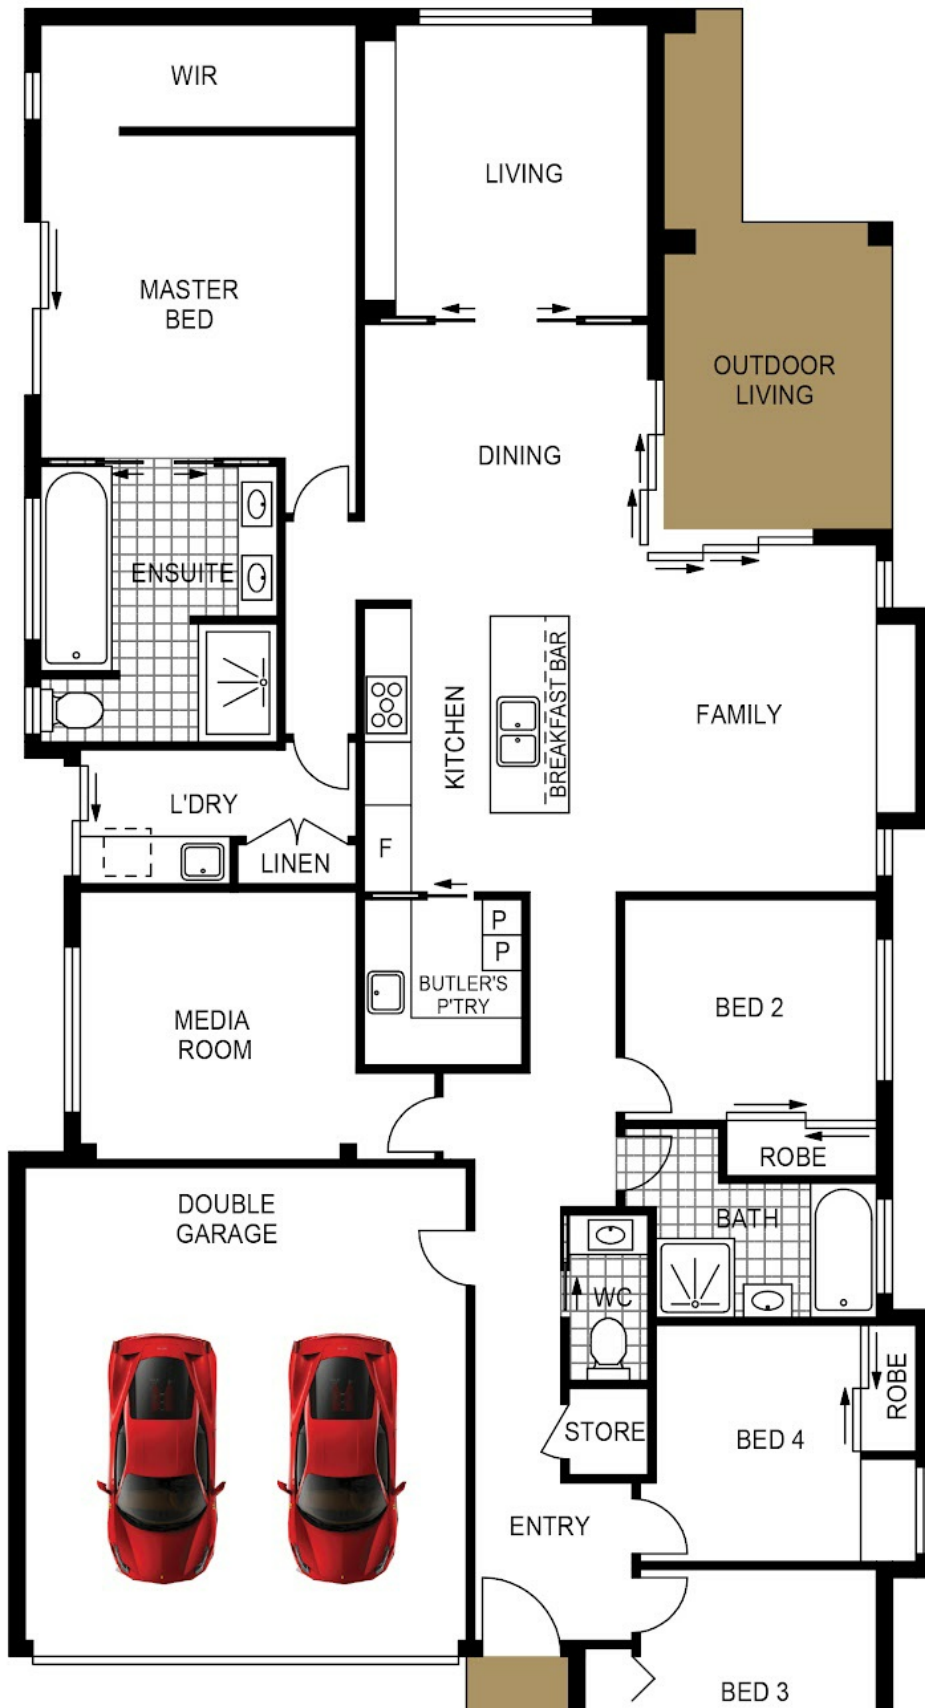 WIR
LIVING
MASTER
BED
OUTDOOR
LIVING
DINING
ENSUITE
KITCHEN
BREAKFAST BAR
FAMILY
L'DRY
LINEN
F
P
P
BUTLER'S
P'TRY
MEDIA
ROOM
BED 2
ROBE
DOUBLE
GARAGE
BATH
WC
STORE
BED 4
ROBE
ENTRY
BED 3